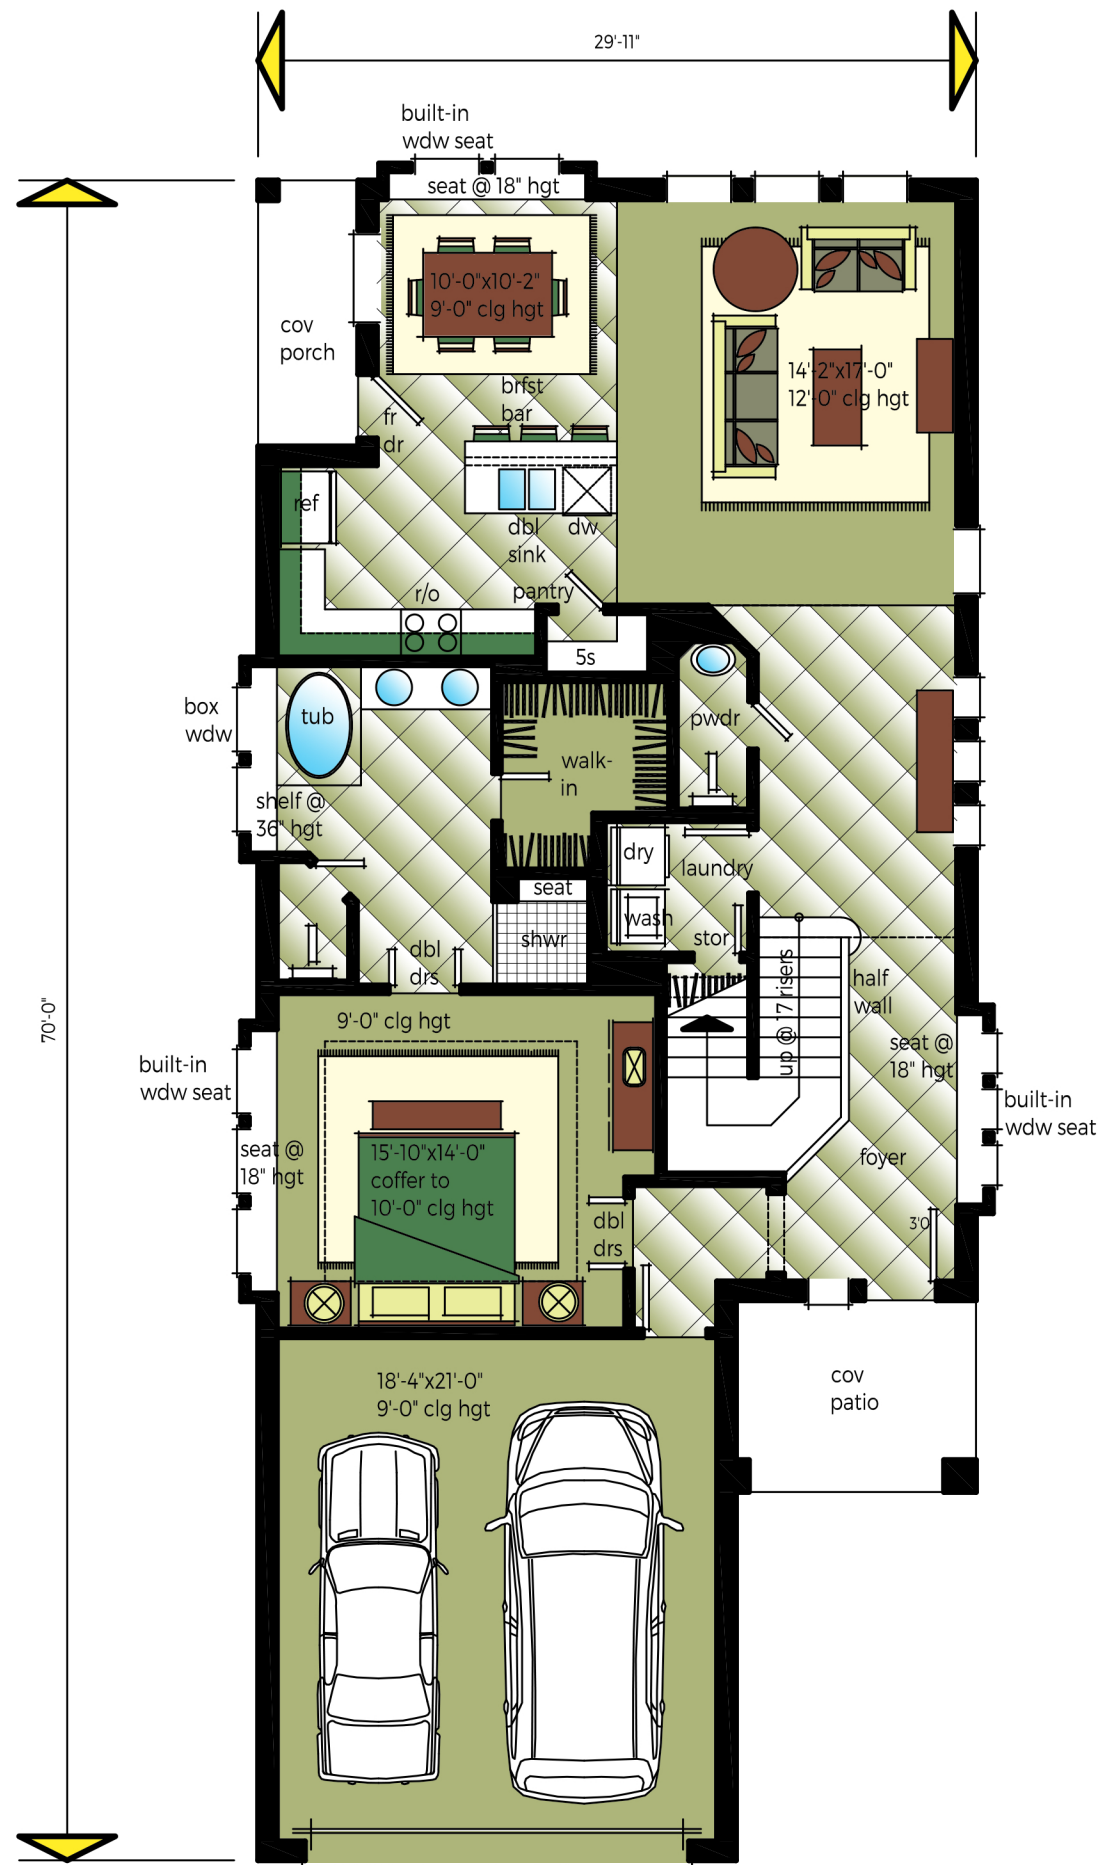 29'-11"
built-in
wdw seat
seat @ 18" hgt
10'-0"x10'-2"
9'-0" clg hgt
cov
porch
14'-2"x17'-0"
12'-0" clg hgt
brfst
bar
fr
dr
ref
dbl
sink
dw
pantry
r/o
5s
box
wdw
tub
pwdr
walk-
in
shelf @
36" hgt
dry
laundry
seat
wash
shwr
stor
dbl
drs
up @ 17 risers
half
wall
70'-0"
9'-0" clg hgt
seat @
18" hgt
built-in
wdw seat
built-in
wdw seat
seat @
18" hgt
15'-10"x14'-0"
coffer to
10'-0" clg hgt
foyer
dbl
drs
3'0
18'-4"x21'-0"
9'-0" clg hgt
cov
patio